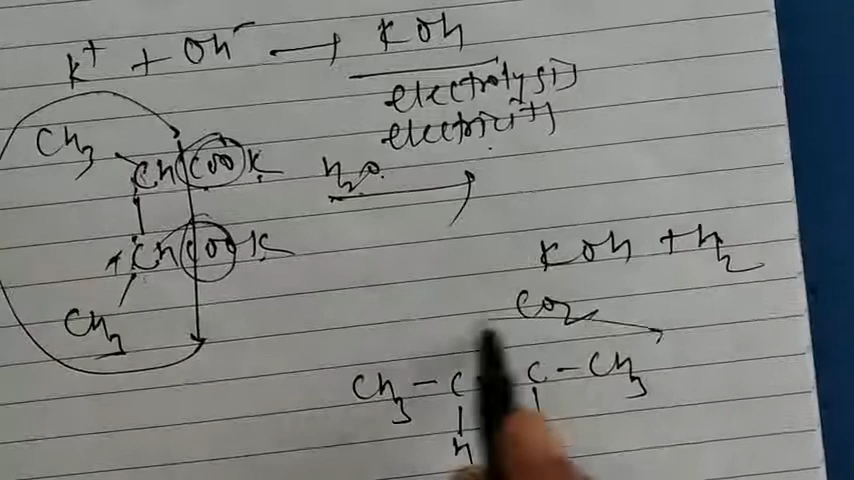 K⁺ + OH⁻ → KOH
electrolysis
electricity
CH₃
CH COOK H₂O →
CH COOK
CH₃
KOH + H₂
CO₂
CH₃ – C C – CH₃
H